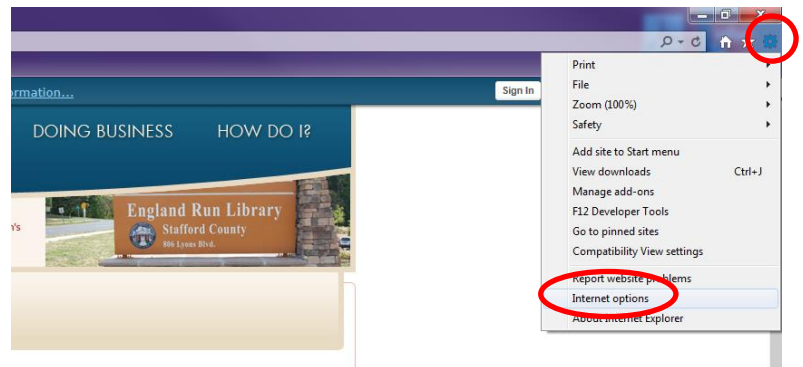 Print
File
ormation...
Sign In
Zoom (100%)
Safety
DOING BUSINESS HOW DO I?
Add site to Start menu
View downloads Ctrl+J
Manage add-ons
England Run Library
F12 Developer Tools
n's
Stafford County
Go to pinned sites
806 Lyons Blvd.
Compatibility View settings
Report website problems
Internet options
About Internet Explorer